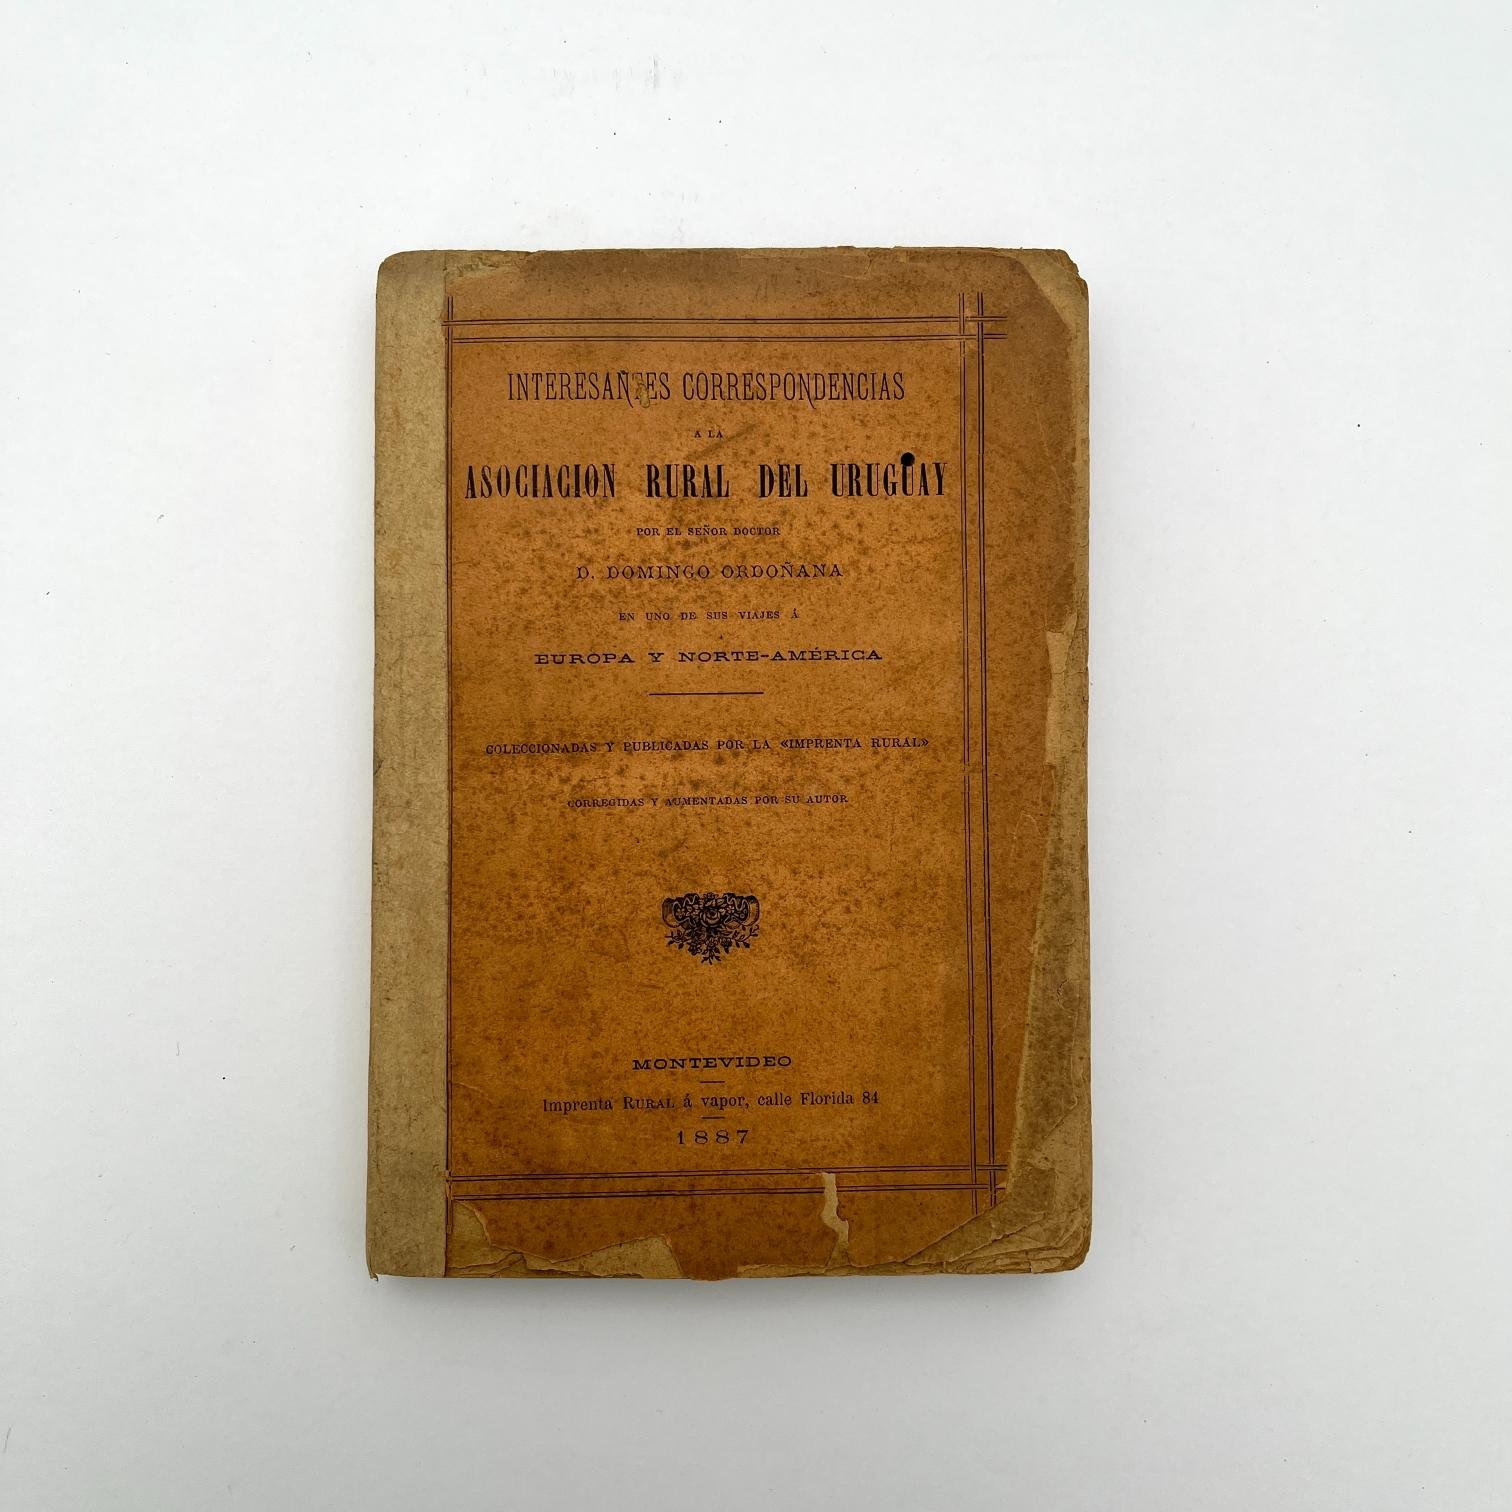 INTERESANTES CORRESPONDENCIAS
A LA
ASOCIACION RURAL DEL URUGUAY
POR EL SEÑOR DOCTOR
D. DOMINGO ORDOÑANA
EN UNO DE SUS VIAJES Á
EUROPA Y NORTE-AMÉRICA
COLECCIONADAS Y PUBLICADAS POR LA «IMPRENTA RURAL»
CORREGIDAS Y AUMENTADAS POR SU AUTOR
MONTEVIDEO
Imprenta RURAL á vapor, calle Florida 84
1887